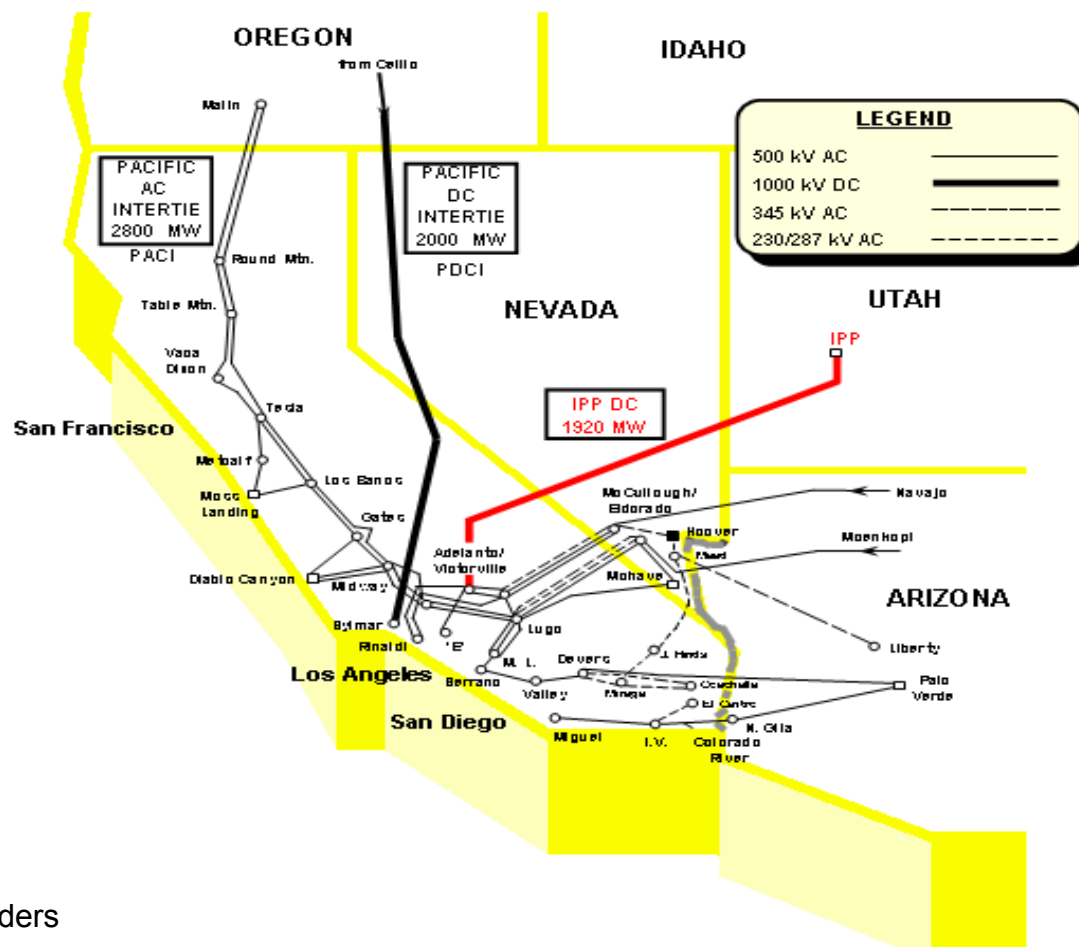 OREGON
from Celilo
IDAHO
Malin
LEGEND
500 kV AC
1000 kV DC
345 kV AC
230/287 kV AC
PACIFIC
AC
INTERTIE
2800 MW
PACI
PACIFIC
DC
INTERTIE
2000 MW
PDCI
Round Mtn.
Table Mtn.
NEVADA
UTAH
IPP
Vaca
Dixon
IPP DC
1920 MW
Tesla
San Francisco
Metcalf
Los Banos
Moss
Landing
Gates
McCullough/
Eldorado
Navajo
Hoover
Moenkopi
Mead
Adelanto/
Victorville
Diablo Canyon
Midway
Mohave
ARIZONA
Sylmar
Rinaldi
'E'
Lugo
Liberty
J. Hinds
Los Angeles
M. L.
Devers
Serrano
Valley
Mirage
Coachella
Palo
Verde
El Centro
San Diego
Miguel
I.V.
N. Gila
Colorado
River
ders